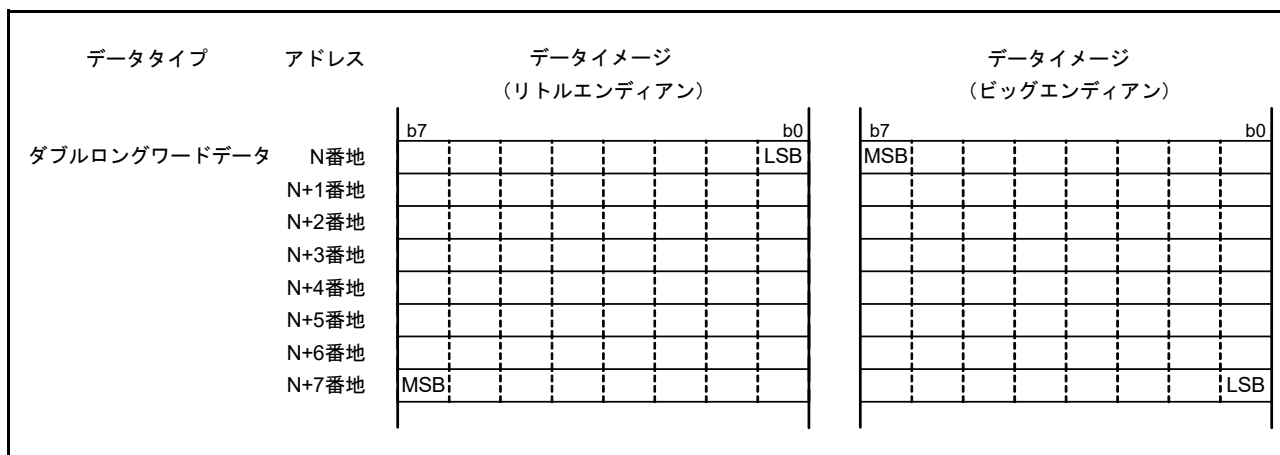 データタイプ アドレス データイメージ データイメージ
(リトルエンディアン) (ビッグエンディアン)
b7 b0 b7 b0
ダブルロングワードデータ N番地 LSB MSB
N+1番地
N+2番地
N+3番地
N+4番地
N+5番地
N+6番地
N+7番地 MSB LSB